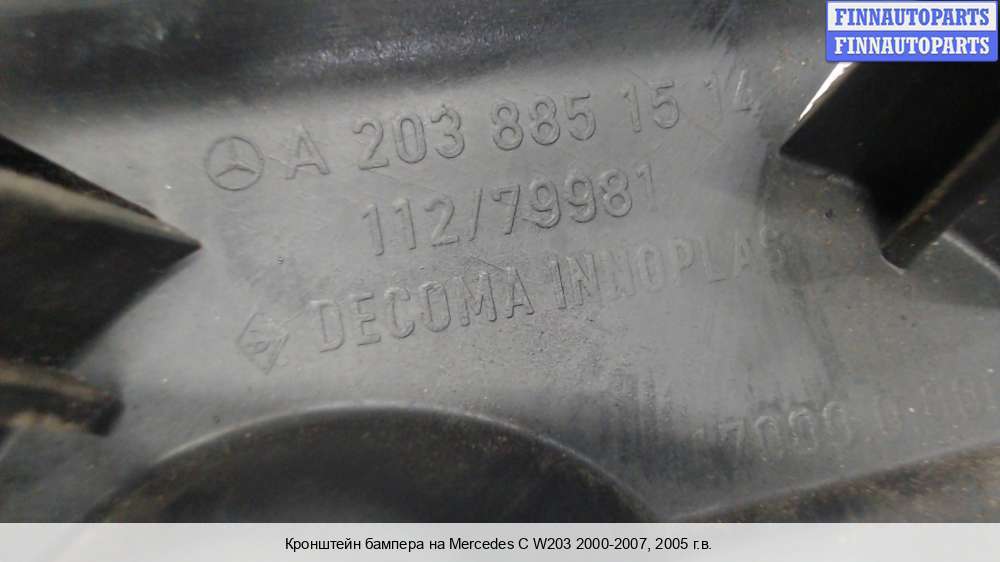 FINNAUTOPARTS
FINNAUTOPARTS
A 203 885 15 14
112/79981
DECOMA INNOPLAS
Кронштейн бампера на Mercedes C W203 2000-2007, 2005 г.в.